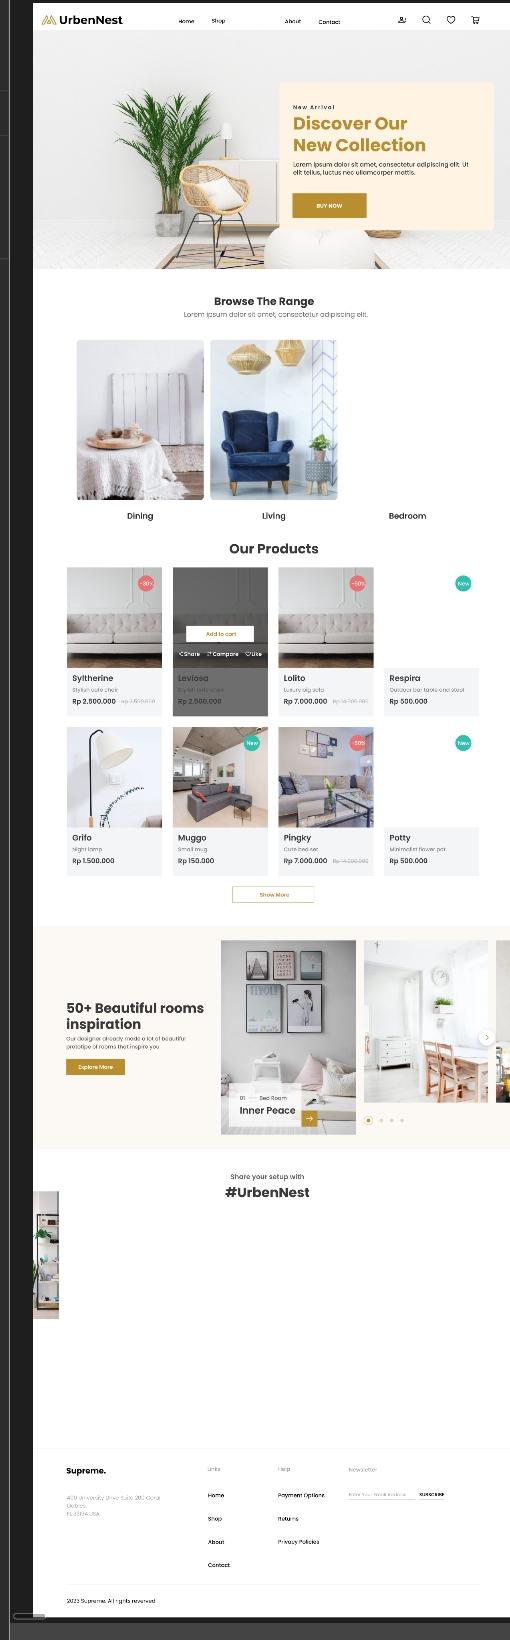 UrbenNest
Home Shop About Contact
New Arrival
Discover Our
New Collection
Lorem ipsum dolor sit amet, consectetur adipiscing elit. Ut
elit tellus, luctus nec ullamcorper mattis.
BUY NOW
Browse The Range
Lorem ipsum dolor sit amet, consectetur adipiscing elit.
Dining Living Bedroom
Our Products
-30%
-50%
New
Add to cart
Share Compare Like
Syltherine
Stylish cafe chair
Rp 2.500.000
Leviosa
Stylish cafe chair
Rp 2.500.000
Lolito
Luxury big sofa
Rp 7.000.000
Respira
Outdoor bar table and stool
Rp 500.000
New
-50%
New
Grifo
Night lamp
Rp 1.500.000
Muggo
Small mug
Rp 150.000
Pingky
Cute bed set
Rp 7.000.000 Rp 14.000.000
Potty
Minimalist flower pot
Rp 500.000
Show More
50+ Beautiful rooms
inspiration
Our designer already made a lot of beautiful
prototipe of rooms that inspire you
Explore More
01 Bed Room
Inner Peace
Share your setup with
#UrbenNest
Supreme.
400 University Drive Suite 200 Coral
Gables,
FL 33134 USA
Links
Home
Shop
About
Contact
Help
Payment Options
Returns
Privacy Policies
Newsletter
Enter Your Email Address SUBSCRIBE
2023 Supreme. All rights reserved